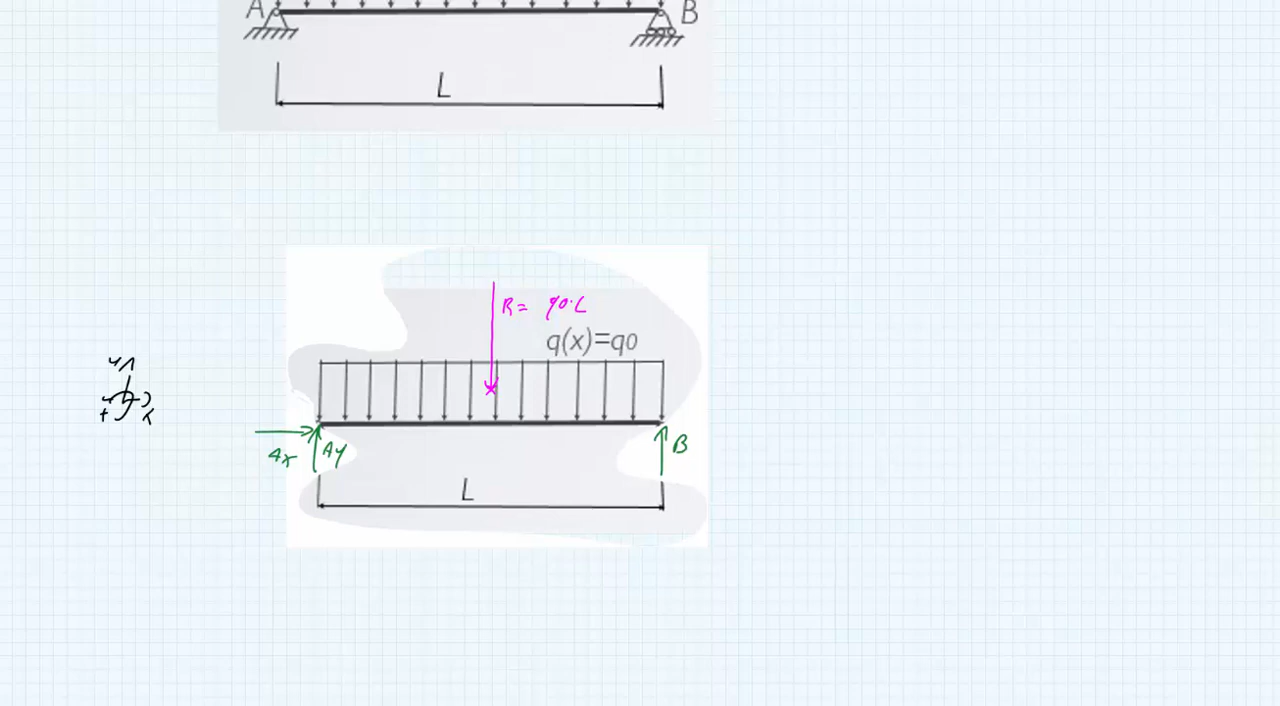 A B
L
R= q0·L
q(x)=q0
y
+ x
Ax Ay B
L